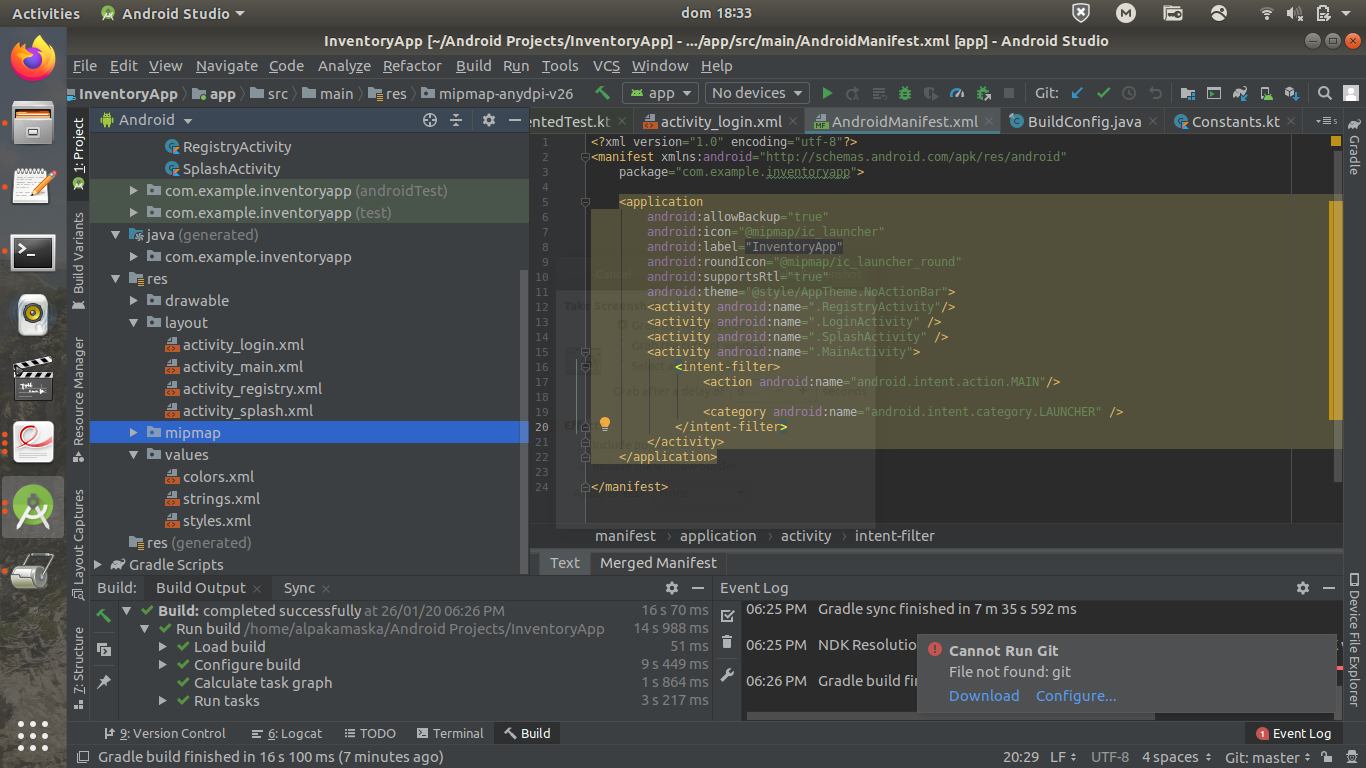 Activities Android Studio dom 18:33
InventoryApp [~/Android Projects/InventoryApp] - .../app/src/main/AndroidManifest.xml [app] - Android Studio
File Edit View Navigate Code Analyze Refactor Build Run Tools VCS Window Help
InventoryApp app src main res mipmap-anydpi-v26 app No devices Git:
Android
entedTest.kt activity_login.xml AndroidManifest.xml BuildConfig.java Constants.kt
1: Project
Build Variants
Resource Manager
Layout Captures
7: Structure
RegistryActivity
SplashActivity
com.example.inventoryapp (androidTest)
com.example.inventoryapp (test)
java (generated)
com.example.inventoryapp
res
drawable
layout
activity_login.xml
activity_main.xml
activity_registry.xml
activity_splash.xml
mipmap
values
colors.xml
strings.xml
styles.xml
res (generated)
Gradle Scripts
1 <?xml version="1.0" encoding="utf-8"?>
2 <manifest xmlns:android="http://schemas.android.com/apk/res/android"
3 package="com.example.inventoryapp">
4
5 <application
6 android:allowBackup="true"
7 android:icon="@mipmap/ic_launcher"
8 android:label="InventoryApp"
9 android:roundIcon="@mipmap/ic_launcher_round"
10 android:supportsRtl="true"
11 android:theme="@style/AppTheme.NoActionBar">
12 <activity android:name=".RegistryActivity"/>
13 <activity android:name=".LoginActivity" />
14 <activity android:name=".SplashActivity" />
15 <activity android:name=".MainActivity">
16 <intent-filter>
17 <action android:name="android.intent.action.MAIN"/>
18
19 <category android:name="android.intent.category.LAUNCHER" />
20 </intent-filter>
21 </activity>
22 </application>
23
24 </manifest>
manifest › application › activity › intent-filter
Text Merged Manifest
Gradle
Device File Explorer
Build: Build Output Sync
Build: completed successfully at 26/01/20 06:26 PM 16 s 70 ms
Run build /home/alpakamaska/Android Projects/InventoryApp 14 s 988 ms
Load build 51 ms
Configure build 9 s 449 ms
Calculate task graph 1 s 864 ms
Run tasks 3 s 217 ms
Event Log
06:25 PM Gradle sync finished in 7 m 35 s 592 ms
06:25 PM NDK Resolutio
06:26 PM Gradle build fi
Cannot Run Git
File not found: git
Download Configure...
9: Version Control 6: Logcat TODO Terminal Build 1 Event Log
Gradle build finished in 16 s 100 ms (7 minutes ago) 20:29 LF UTF-8 4 spaces Git: master